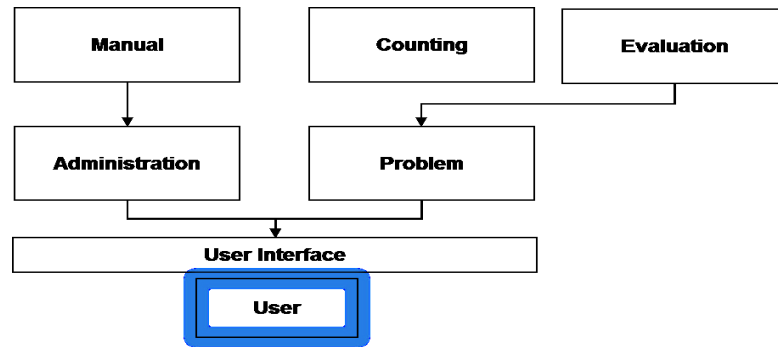 Manual
Counting
Evaluation
Administration
Problem
User Interface
User